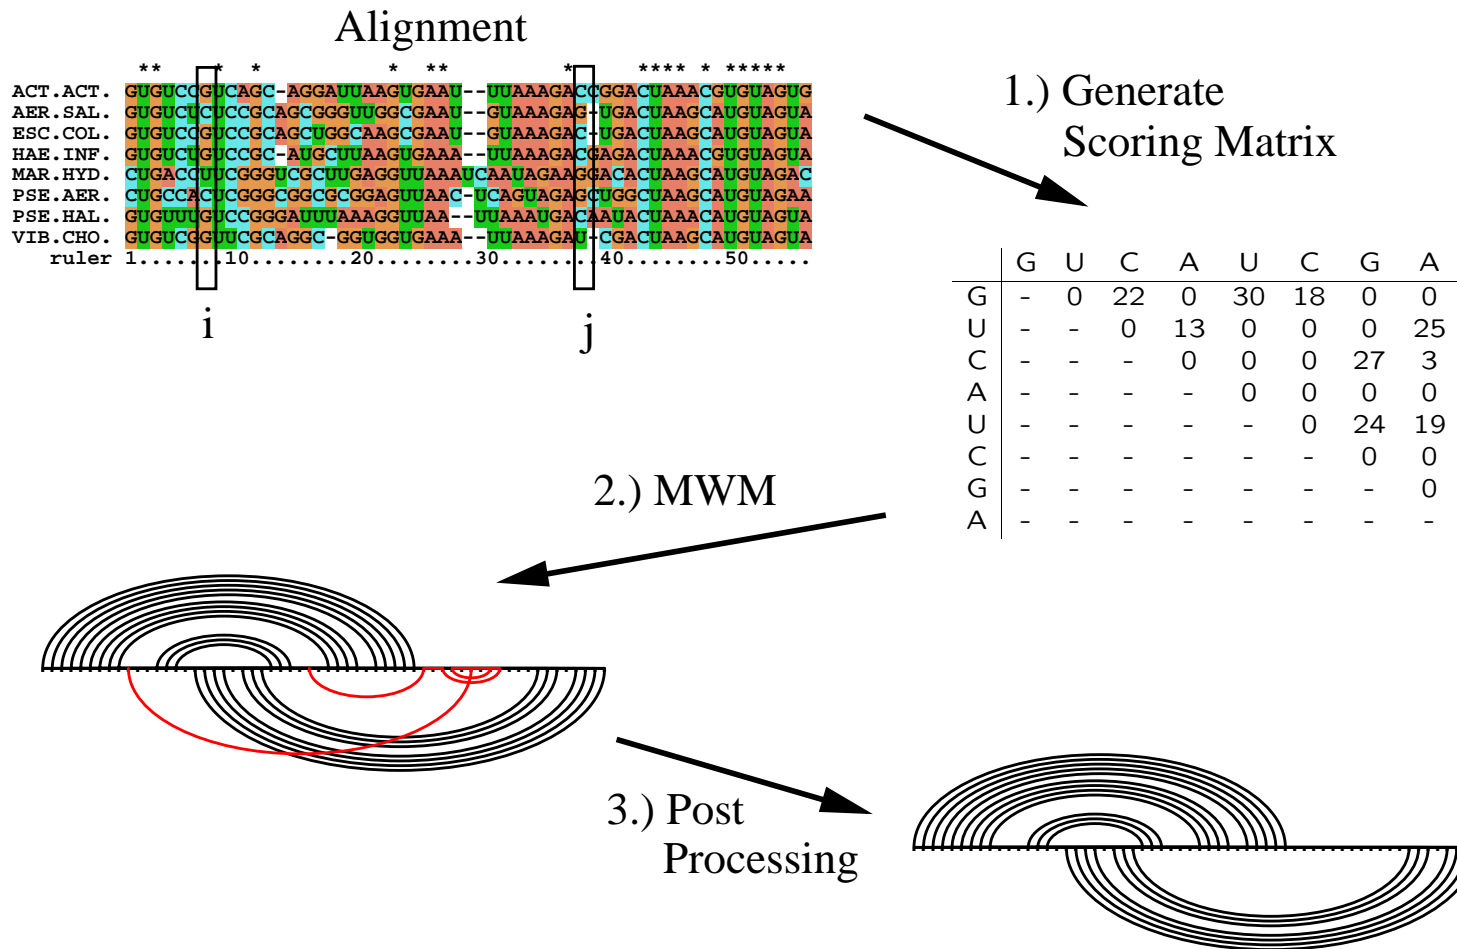 Alignment
** * * * ** * **** * *****
ACT.ACT. GUGUCCGUCAGC-AGGAUUAAGUGAAU--UUAAAGACCGGACUAAACGUGUAGUG
AER.SAL. GUGUCUCUCCGCAGCGGGUUGGCGAAU--GUAAAGAG-UGACUAAGCAUGUAGUA
ESC.COL. GUGUCCGUCCGCAGCUGGCAAGCGAAU--GUAAAGAC-UGACUAAGCAUGUAGUA
HAE.INF. GUGUCUGUCCGC-AUGCUUAAGUGAAA--UUAAAGACGAGACUAAACGUGUAGUA
MAR.HYD. CUGACCUUCGGGUCGCUUGAGGUUAAAUCAAUAGAAGGACACUAAGCAUGUAGAC
PSE.AER. CUGCCACUCGGGCGGCGCGGAGUUAAC-UCAGUAGAGCUGGCUAAGCAUGUAGAA
PSE.HAL. GUGUUUGUCCGGGAUUUAAAGGUUAA--UUAAAUGACAAUACUAAACAUGUAGUA
VIB.CHO. GUGUCGGUUCGCAGGC-GGUGGUGAAA--UUAAAGAU-CGACUAAGCAUGUAGUA
ruler 1.......10........20........30........40........50.....
i
j
1.) Generate
Scoring Matrix
G U C A U C G A
G - 0 22 0 30 18 0 0
U - - 0 13 0 0 0 25
C - - - 0 0 0 27 3
A - - - - 0 0 0 0
U - - - - - 0 24 19
C - - - - - - 0 0
G - - - - - - - 0
A - - - - - - - -
2.) MWM
3.) Post
Processing